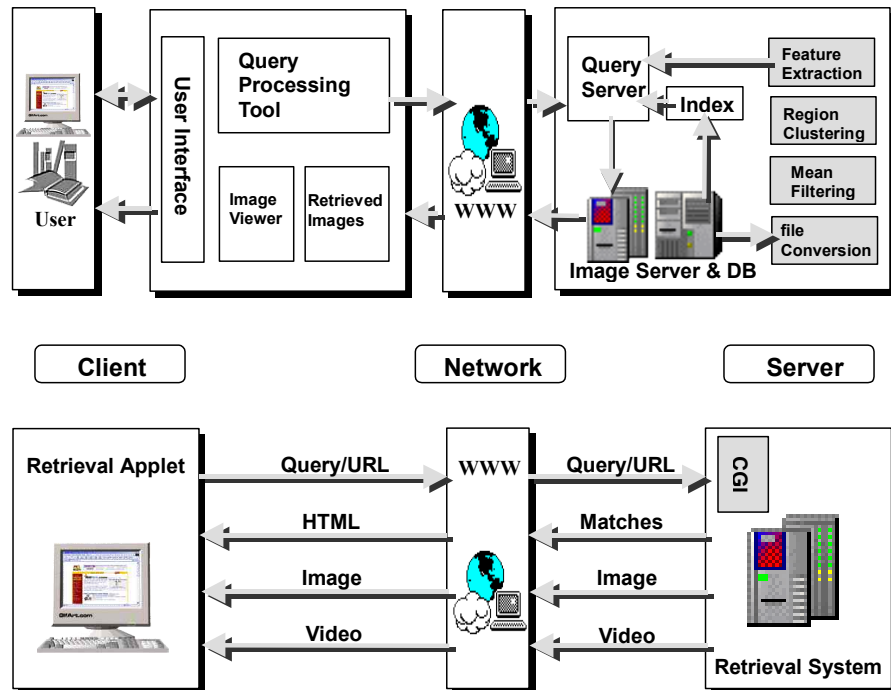 User
User Interface
Query
Processing
Tool
Image
Viewer
Retrieved
Images
WWW
Query
Server
Index
Feature
Extraction
Region
Clustering
Mean
Filtering
file
Conversion
Image Server & DB
Client
Network
Server
Retrieval Applet
Query/URL
HTML
Image
Video
WWW
Query/URL
Matches
Image
Video
CGI
Retrieval System